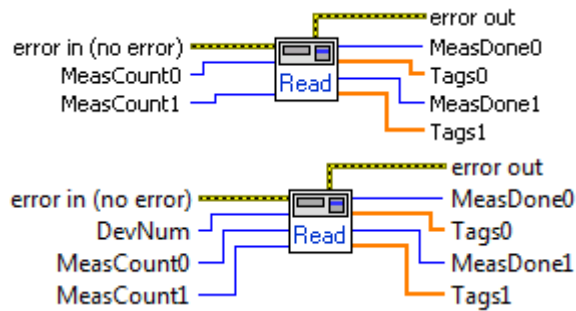 error out
error in (no error) MeasDone0
MeasCount0 Read Tags0
MeasCount1 MeasDone1
Tags1
error out
error in (no error) MeasDone0
DevNum Read Tags0
MeasCount0 MeasDone1
MeasCount1 Tags1